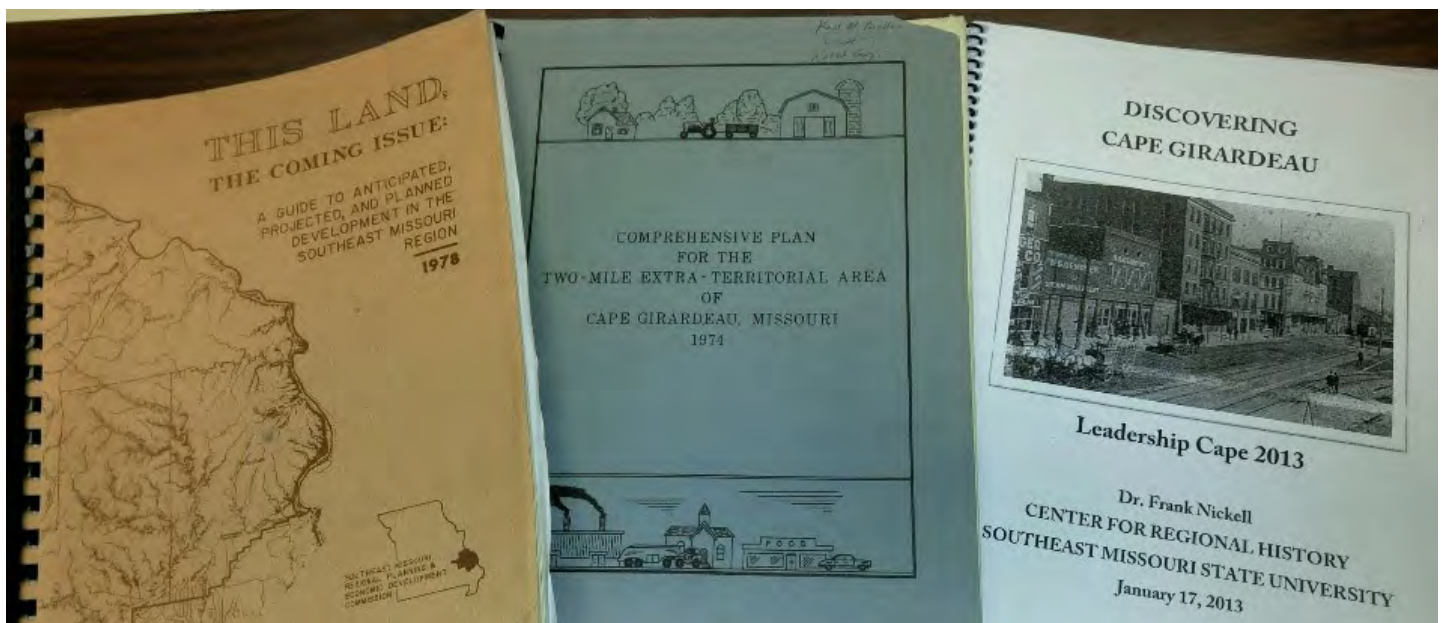 THIS LAND,
THE COMING ISSUE:
A GUIDE TO ANTICIPATED,
PROJECTED, AND PLANNED
DEVELOPMENT IN THE
SOUTHEAST MISSOURI
REGION
1978
SOUTHEAST MISSOURI
REGIONAL PLANNING &
ECONOMIC DEVELOPMENT
COMMISSION
COMPREHENSIVE PLAN
FOR THE
TWO-MILE EXTRA-TERRITORIAL AREA
OF
CAPE GIRARDEAU, MISSOURI
1974
FOOD
DISCOVERING
CAPE GIRARDEAU
CO.
Leadership Cape 2013
Dr. Frank Nickell
CENTER FOR REGIONAL HISTORY
SOUTHEAST MISSOURI STATE UNIVERSITY
January 17, 2013